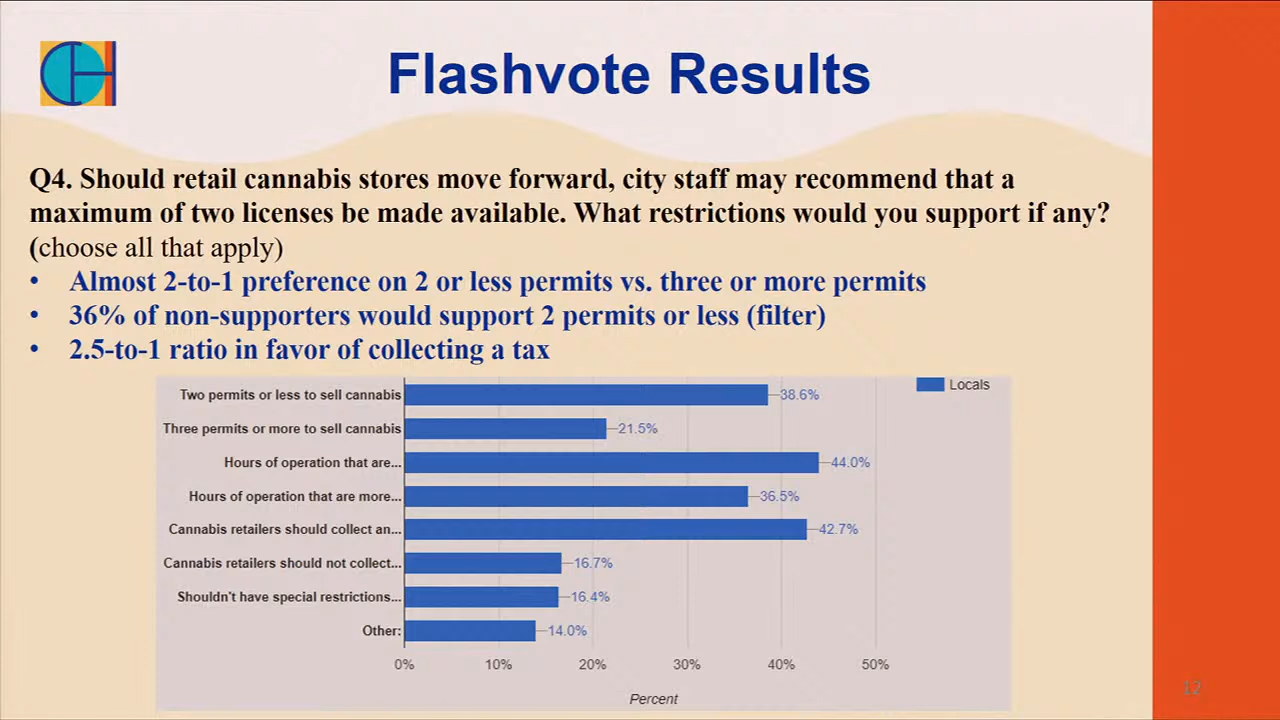 Flashvote Results
Q4. Should retail cannabis stores move forward, city staff may recommend that a
maximum of two licenses be made available. What restrictions would you support if any?
(choose all that apply)
• Almost 2-to-1 preference on 2 or less permits vs. three or more permits
• 36% of non-supporters would support 2 permits or less (filter)
• 2.5-to-1 ratio in favor of collecting a tax
Locals
Two permits or less to sell cannabis 38.6%
Three permits or more to sell cannabis 21.5%
Hours of operation that are... 44.0%
Hours of operation that are more... 36.5%
Cannabis retailers should collect an... 42.7%
Cannabis retailers should not collect... 16.7%
Shouldn't have special restrictions... 16.4%
Other: 14.0%
0% 10% 20% 30% 40% 50%
Percent
12